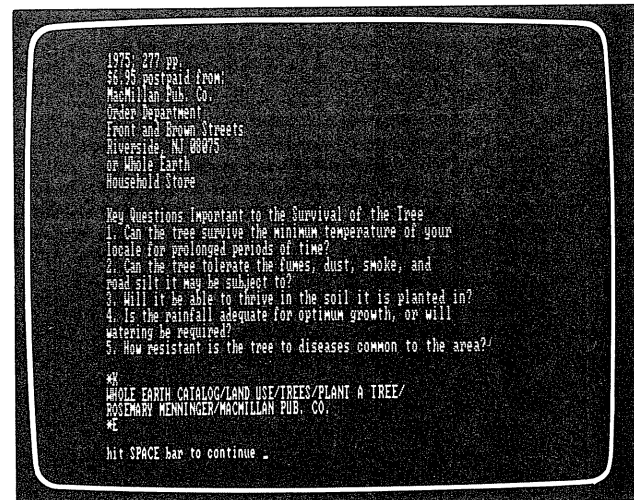 1975; 277 pp.
$6.95 postpaid from:
MacMillan Pub. Co.
Order Department
Front and Brown Streets
Riverside, NJ 08075
or Whole Earth
Household Store
Key Questions Important to the Survival of the Tree
1. Can the tree survive the minimum temperature of your
locale for prolonged periods of time?
2. Can the tree tolerate the fumes, dust, smoke, and
road silt it may be subject to?
3. Will it be able to thrive in the soil it is planted in?
4. Is the rainfall adequate for optimum growth, or will
watering be required?
5. How resistant is the tree to diseases common to the area?/
*K
WHOLE EARTH CATALOG/LAND USE/TREES/PLANT A TREE/
ROSEMARY MENNINGER/MACMILLAN PUB. CO.
*E
hit SPACE bar to continue _